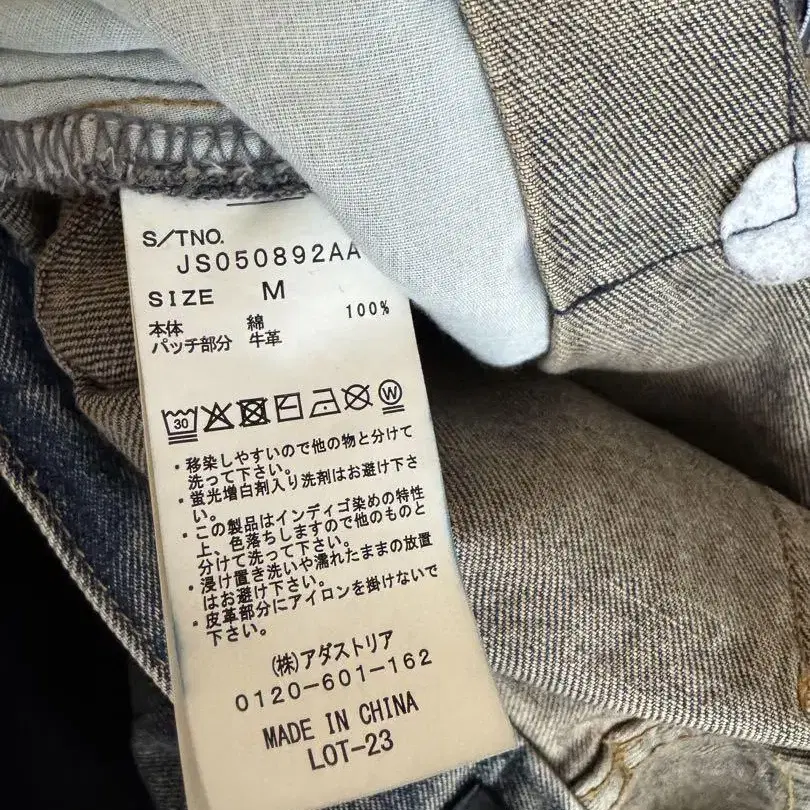 S/TNO.
JS050892AA
SIZE M
本体 綿 100%
パッチ部分 牛革
30 W
・移染しやすいので他の物と分けて
洗って下さい。
・蛍光増白剤入り洗剤はお避け下さ
い。
・この製品はインディゴ染めの特性
上、色落ちしますので他のものと
分けて洗って下さい。
・浸け置き洗いや濡れたままの放置
はお避け下さい。
・皮革部分にアイロンを掛けないで
下さい。
(株)アダストリア
0120-601-162
MADE IN CHINA
LOT-23